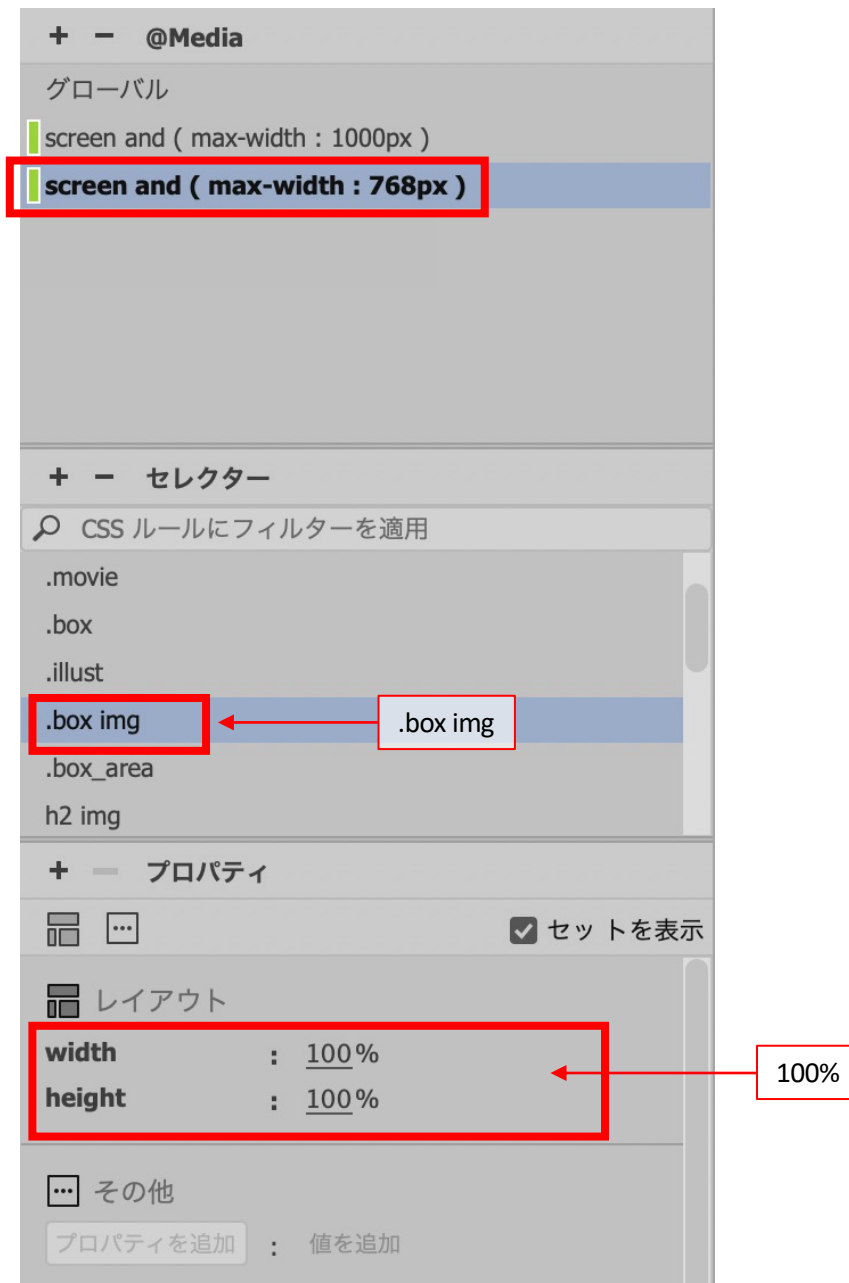 + - @Media
グローバル
screen and ( max-width : 1000px )
screen and ( max-width : 768px )
+ - セレクター
CSS ルールにフィルターを適用
.movie
.box
.illust
.box img
.box img
.box_area
h2 img
+ - プロパティ
セットを表示
レイアウト
width : 100%
height : 100%
100%
その他
プロパティを追加 : 値を追加